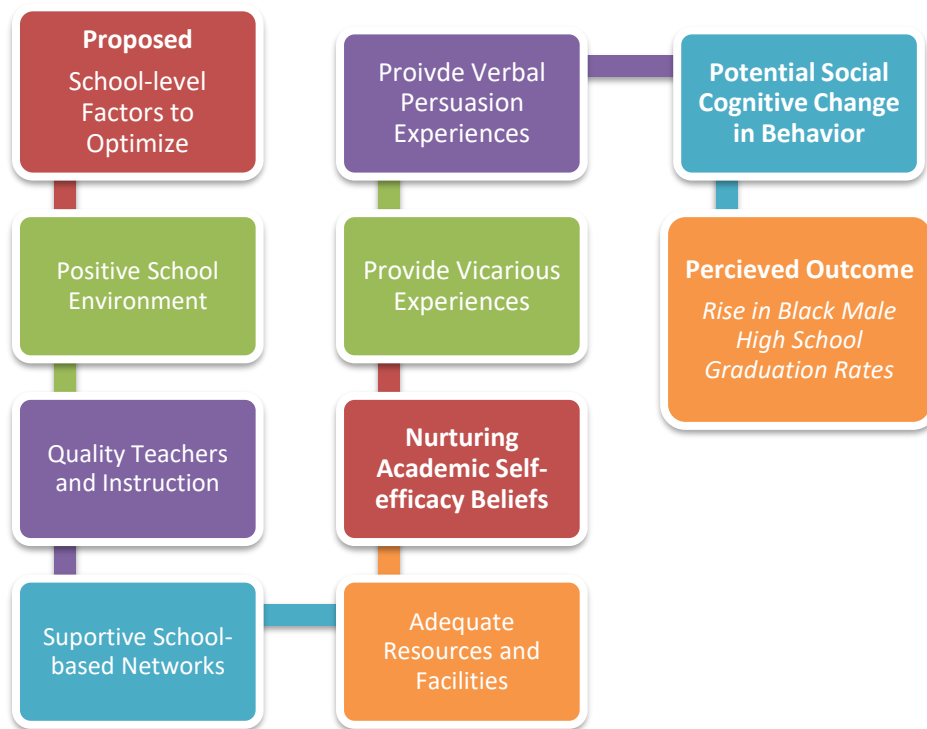 Proposed
School-level
Factors to
Optimize
Positive School
Environment
Quality Teachers
and Instruction
Suportive School-
based Networks
Adequate
Resources and
Facilities
Nurturing
Academic Self-
efficacy Beliefs
Provide Vicarious
Experiences
Proivde Verbal
Persuasion
Experiences
Potential Social
Cognitive Change
in Behavior
Percieved Outcome
Rise in Black Male
High School
Graduation Rates